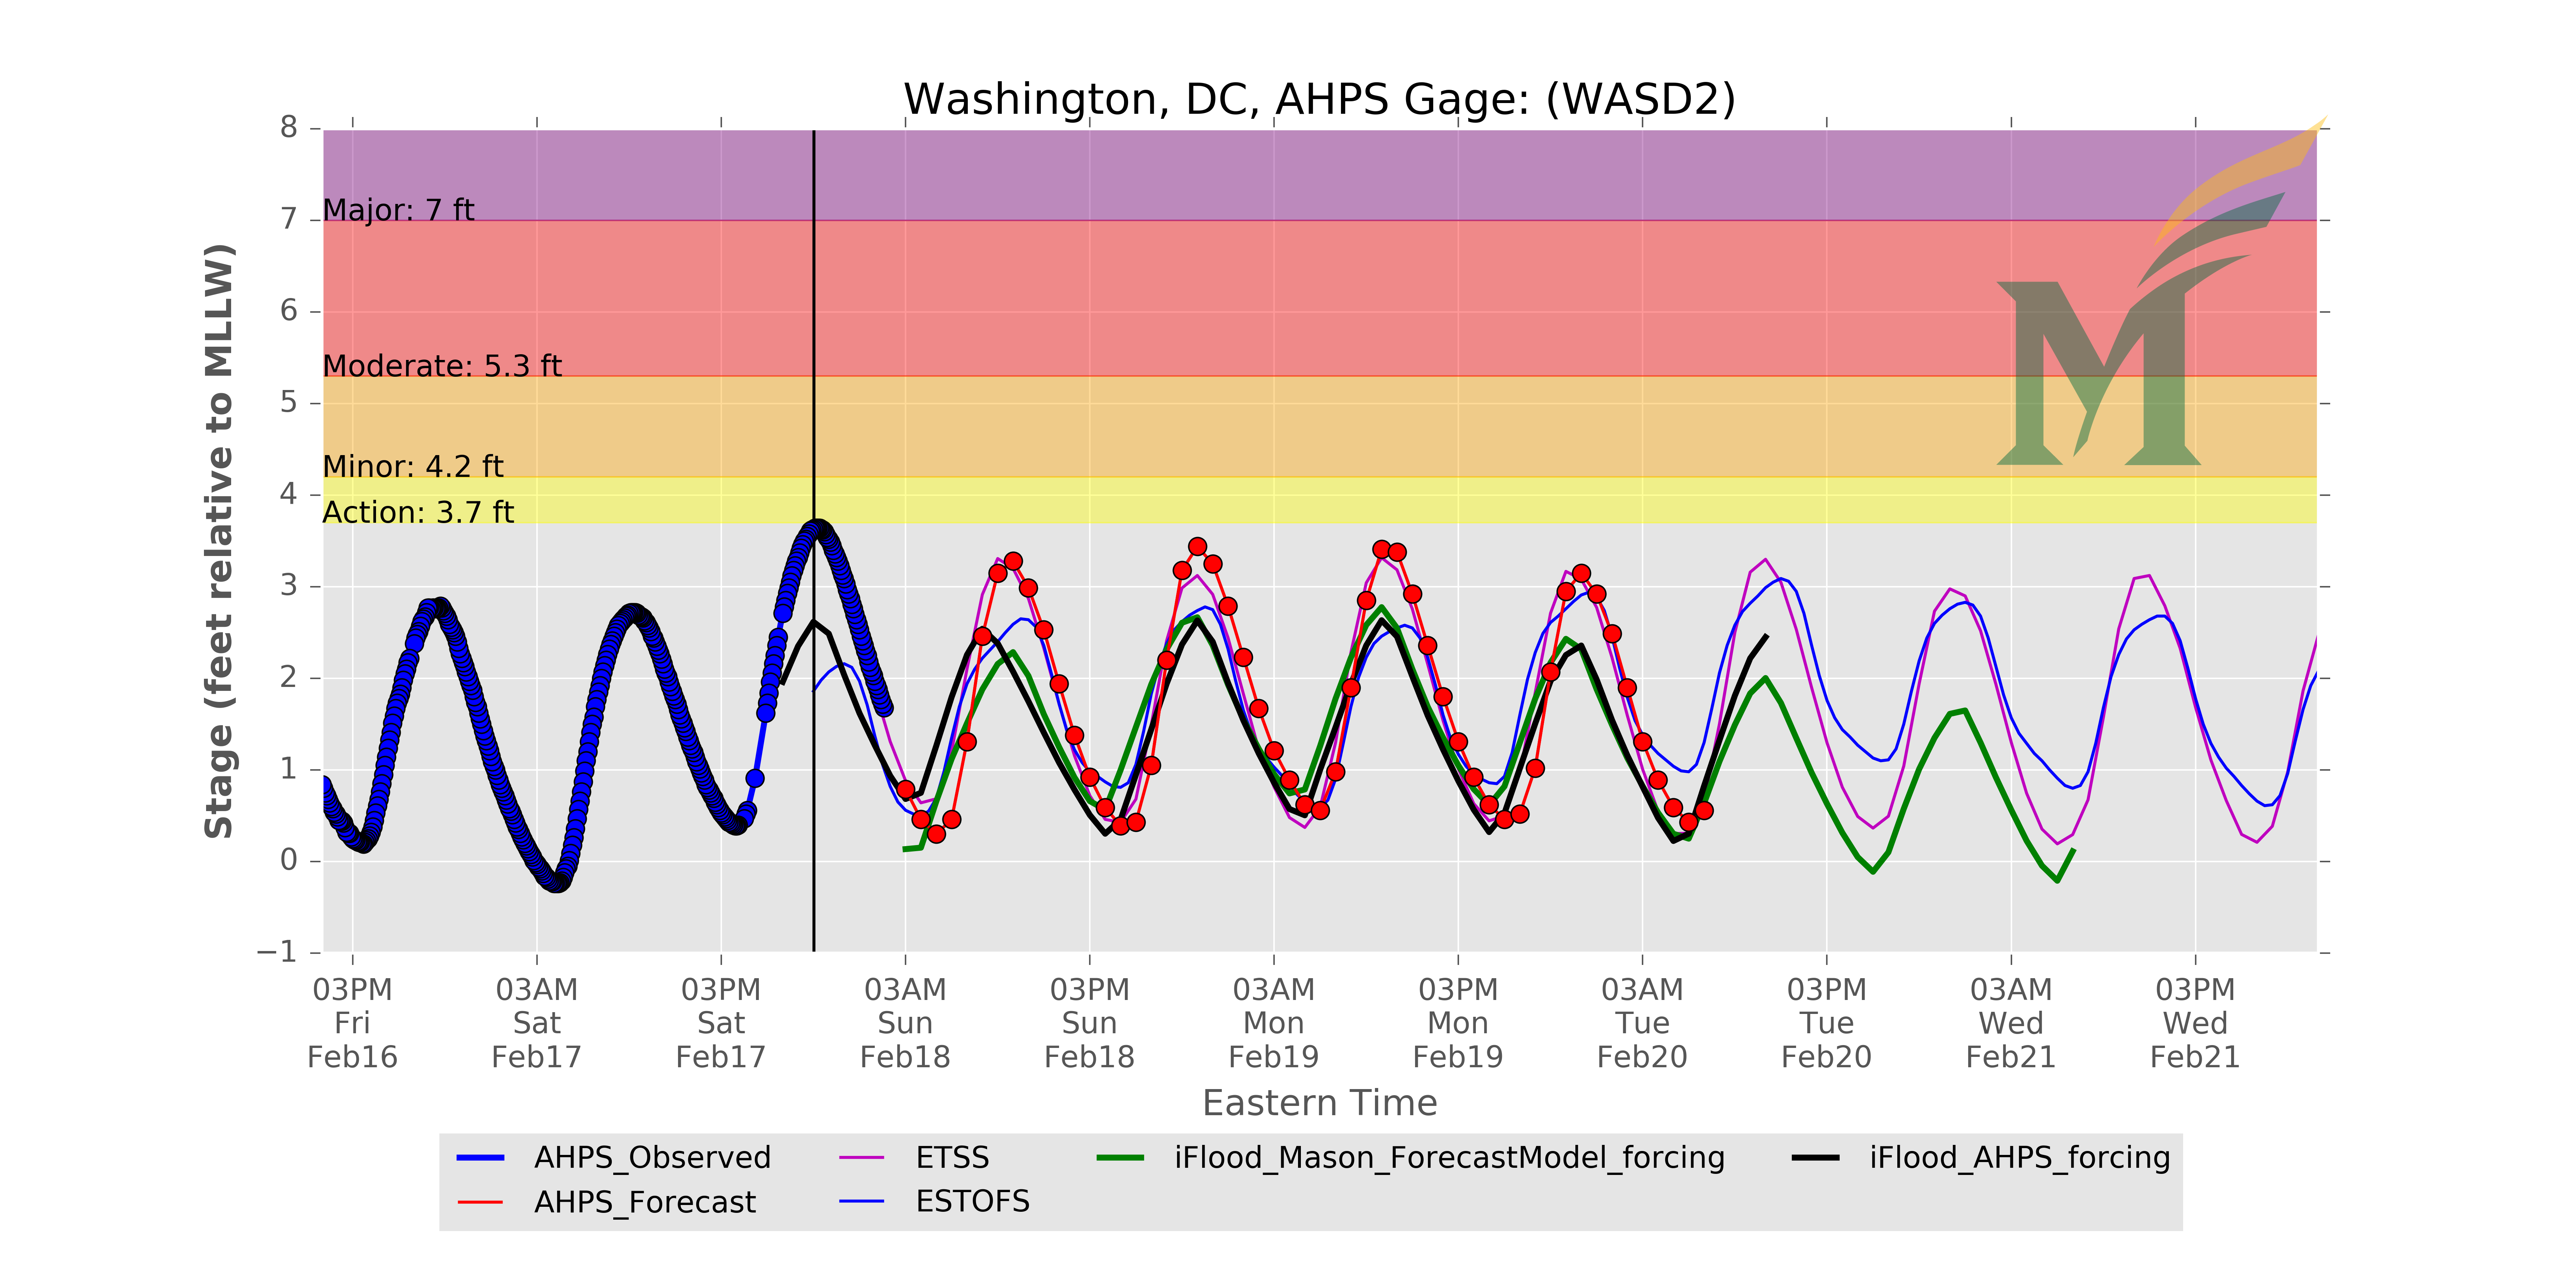 Washington, DC, AHPS Gage: (WASD2)
8
7
6
5
4
3
2
1
0
−1
Stage (feet relative to MLLW)
Major: 7 ft
Moderate: 5.3 ft
Minor: 4.2 ft
Action: 3.7 ft
M
03PM 03AM 03PM 03AM 03PM 03AM 03PM 03AM 03PM 03AM 03PM
Fri Sat Sat Sun Sun Mon Mon Tue Tue Wed Wed
Feb16 Feb17 Feb17 Feb18 Feb18 Feb19 Feb19 Feb20 Feb20 Feb21 Feb21
Eastern Time
AHPS_Observed ETSS iFlood_Mason_ForecastModel_forcing iFlood_AHPS_forcing
AHPS_Forecast ESTOFS